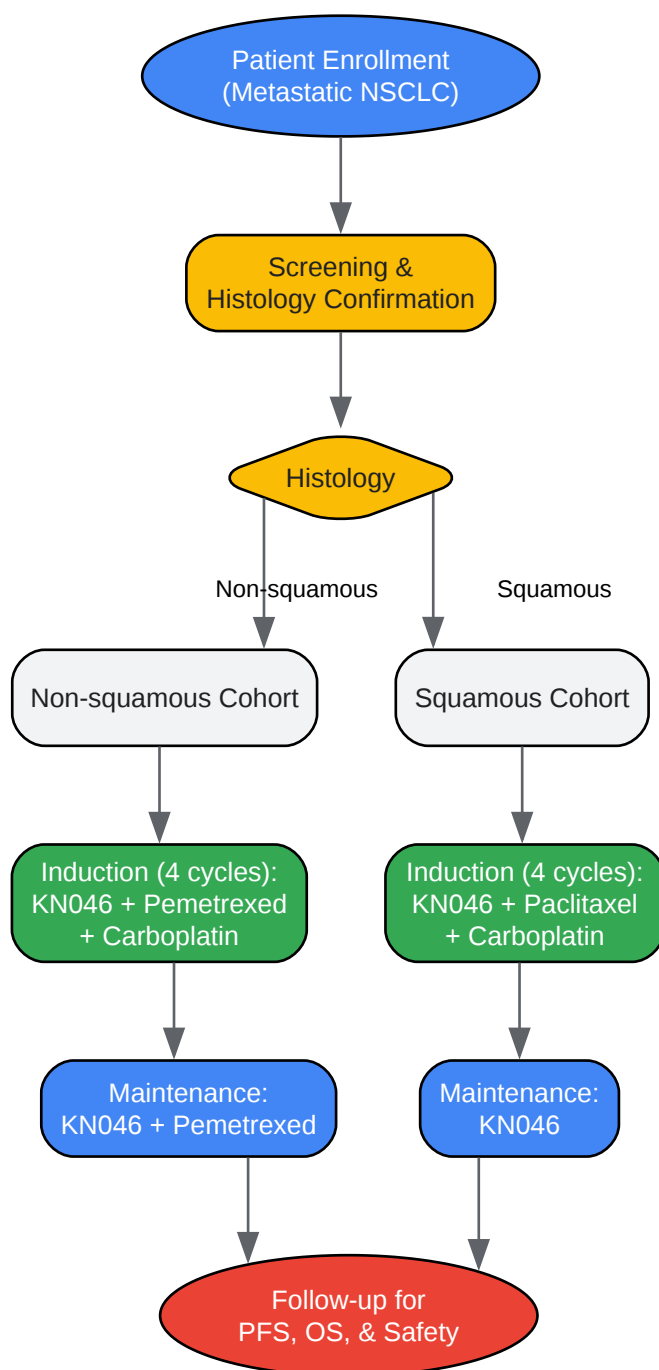 Patient Enrollment
(Metastatic NSCLC)
Screening &
Histology Confirmation
Histology
Non-squamous
Squamous
Non-squamous Cohort
Squamous Cohort
Induction (4 cycles):
KN046 + Pemetrexed
+ Carboplatin
Induction (4 cycles):
KN046 + Paclitaxel
+ Carboplatin
Maintenance:
KN046 + Pemetrexed
Maintenance:
KN046
Follow-up for
PFS, OS, & Safety